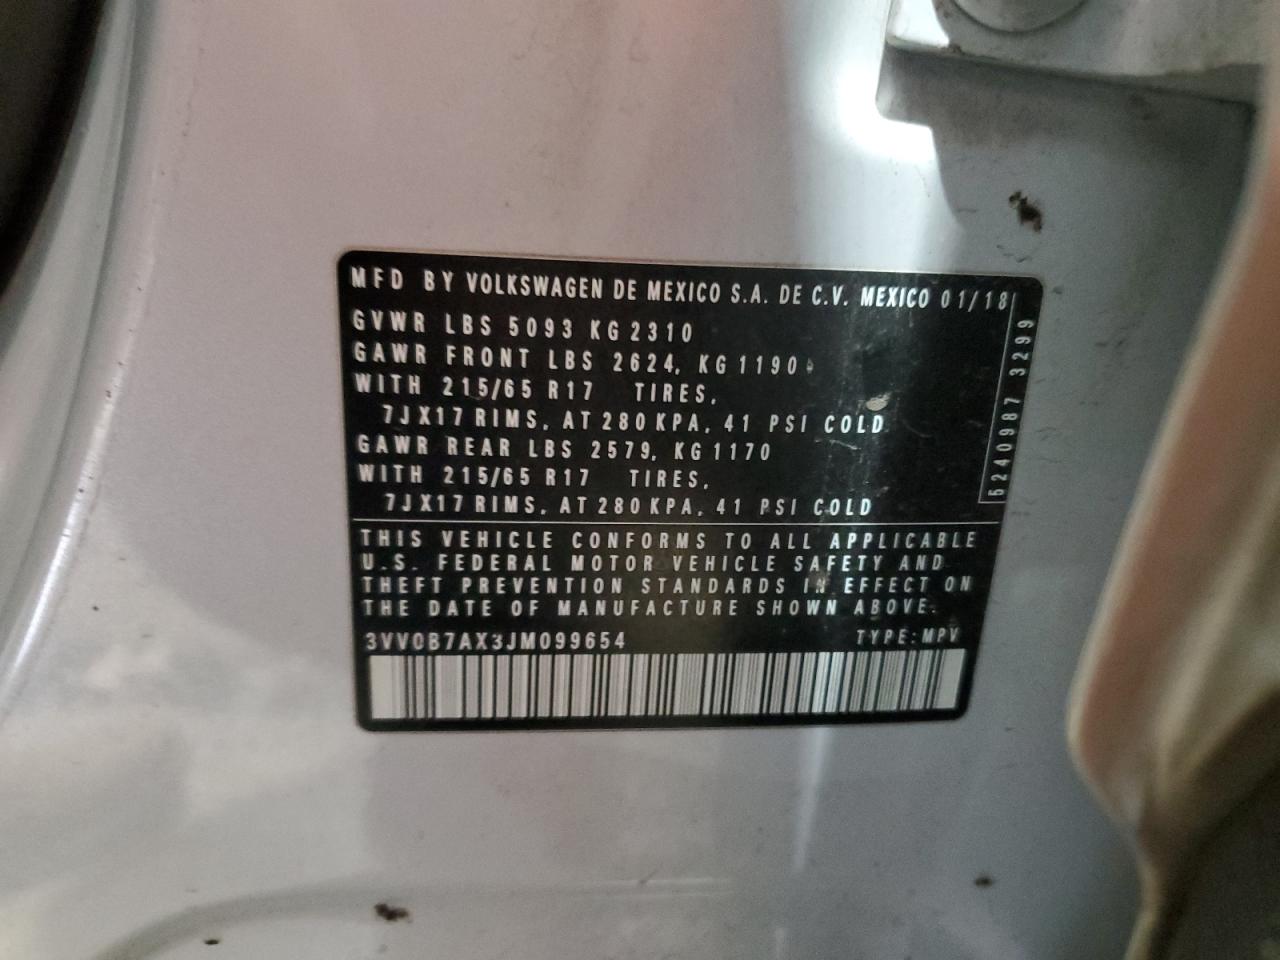 MFD BY VOLKSWAGEN DE MEXICO S.A. DE C.V. MEXICO 01/18
GVWR LBS 5093 KG 2310
GAWR FRONT LBS 2624, KG 1190
WITH 215/65 R17 TIRES,
7JX17 RIMS, AT 280 KPA, 41 PSI COLD
GAWR REAR LBS 2579, KG 1170
WITH 215/65 R17 TIRES,
7JX17 RIMS, AT 280 KPA, 41 PSI COLD
5240987 3299
THIS VEHICLE CONFORMS TO ALL APPLICABLE
U.S. FEDERAL MOTOR VEHICLE SAFETY AND
THEFT PREVENTION STANDARDS IN EFFECT ON
THE DATE OF MANUFACTURE SHOWN ABOVE.
3VV0B7AX3JM099654 TYPE: MPV